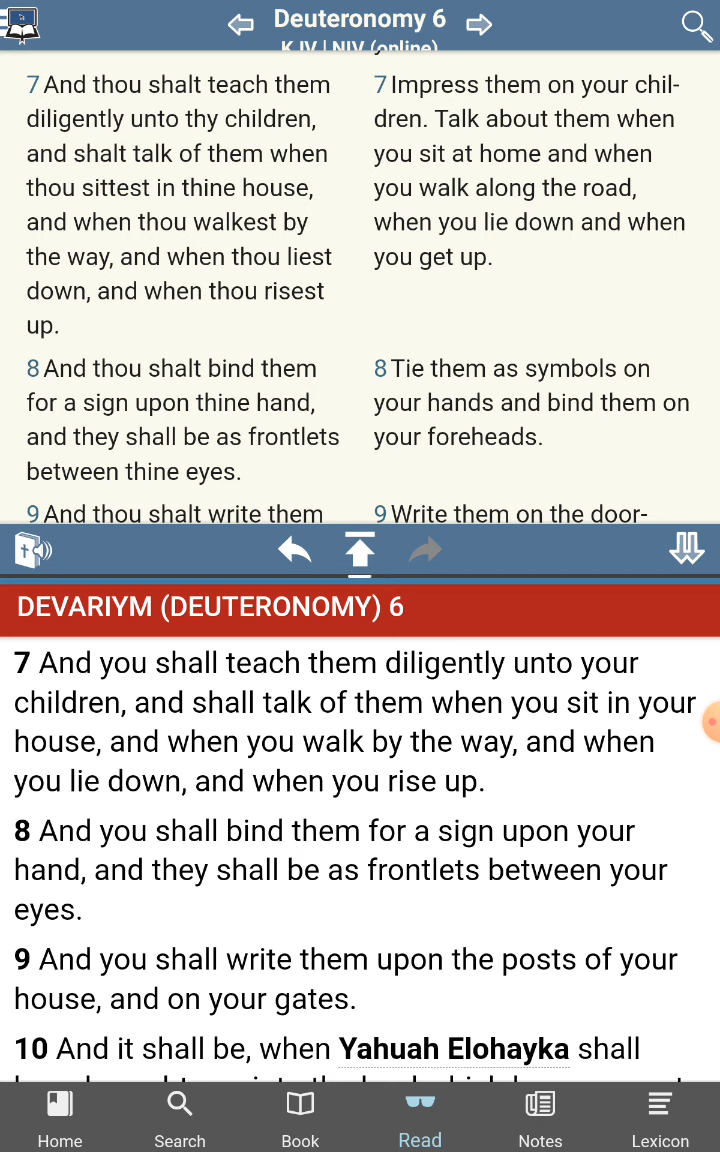 Deuteronomy 6
KJV | NIV (online)
7 And thou shalt teach them
diligently unto thy children,
and shalt talk of them when
thou sittest in thine house,
and when thou walkest by
the way, and when thou liest
down, and when thou risest
up.
7 Impress them on your chil-
dren. Talk about them when
you sit at home and when
you walk along the road,
when you lie down and when
you get up.
8 And thou shalt bind them
for a sign upon thine hand,
and they shall be as frontlets
between thine eyes.
8 Tie them as symbols on
your hands and bind them on
your foreheads.
9 And thou shalt write them
9 Write them on the door-
DEVARIYM (DEUTERONOMY) 6
7 And you shall teach them diligently unto your
children, and shall talk of them when you sit in your
house, and when you walk by the way, and when
you lie down, and when you rise up.
8 And you shall bind them for a sign upon your
hand, and they shall be as frontlets between your
eyes.
9 And you shall write them upon the posts of your
house, and on your gates.
10 And it shall be, when Yahuah Elohayka shall
Home
Search
Book
Read
Notes
Lexicon